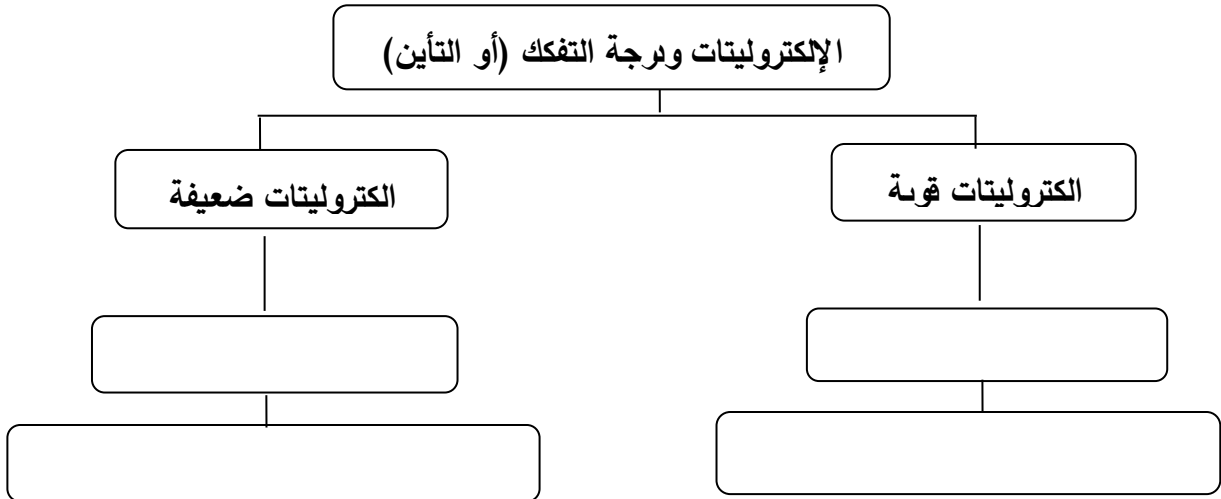 الإلكتروليتات ودرجة التفكك (أو التأين)
الكتروليتات قوية
الكتروليتات ضعيفة